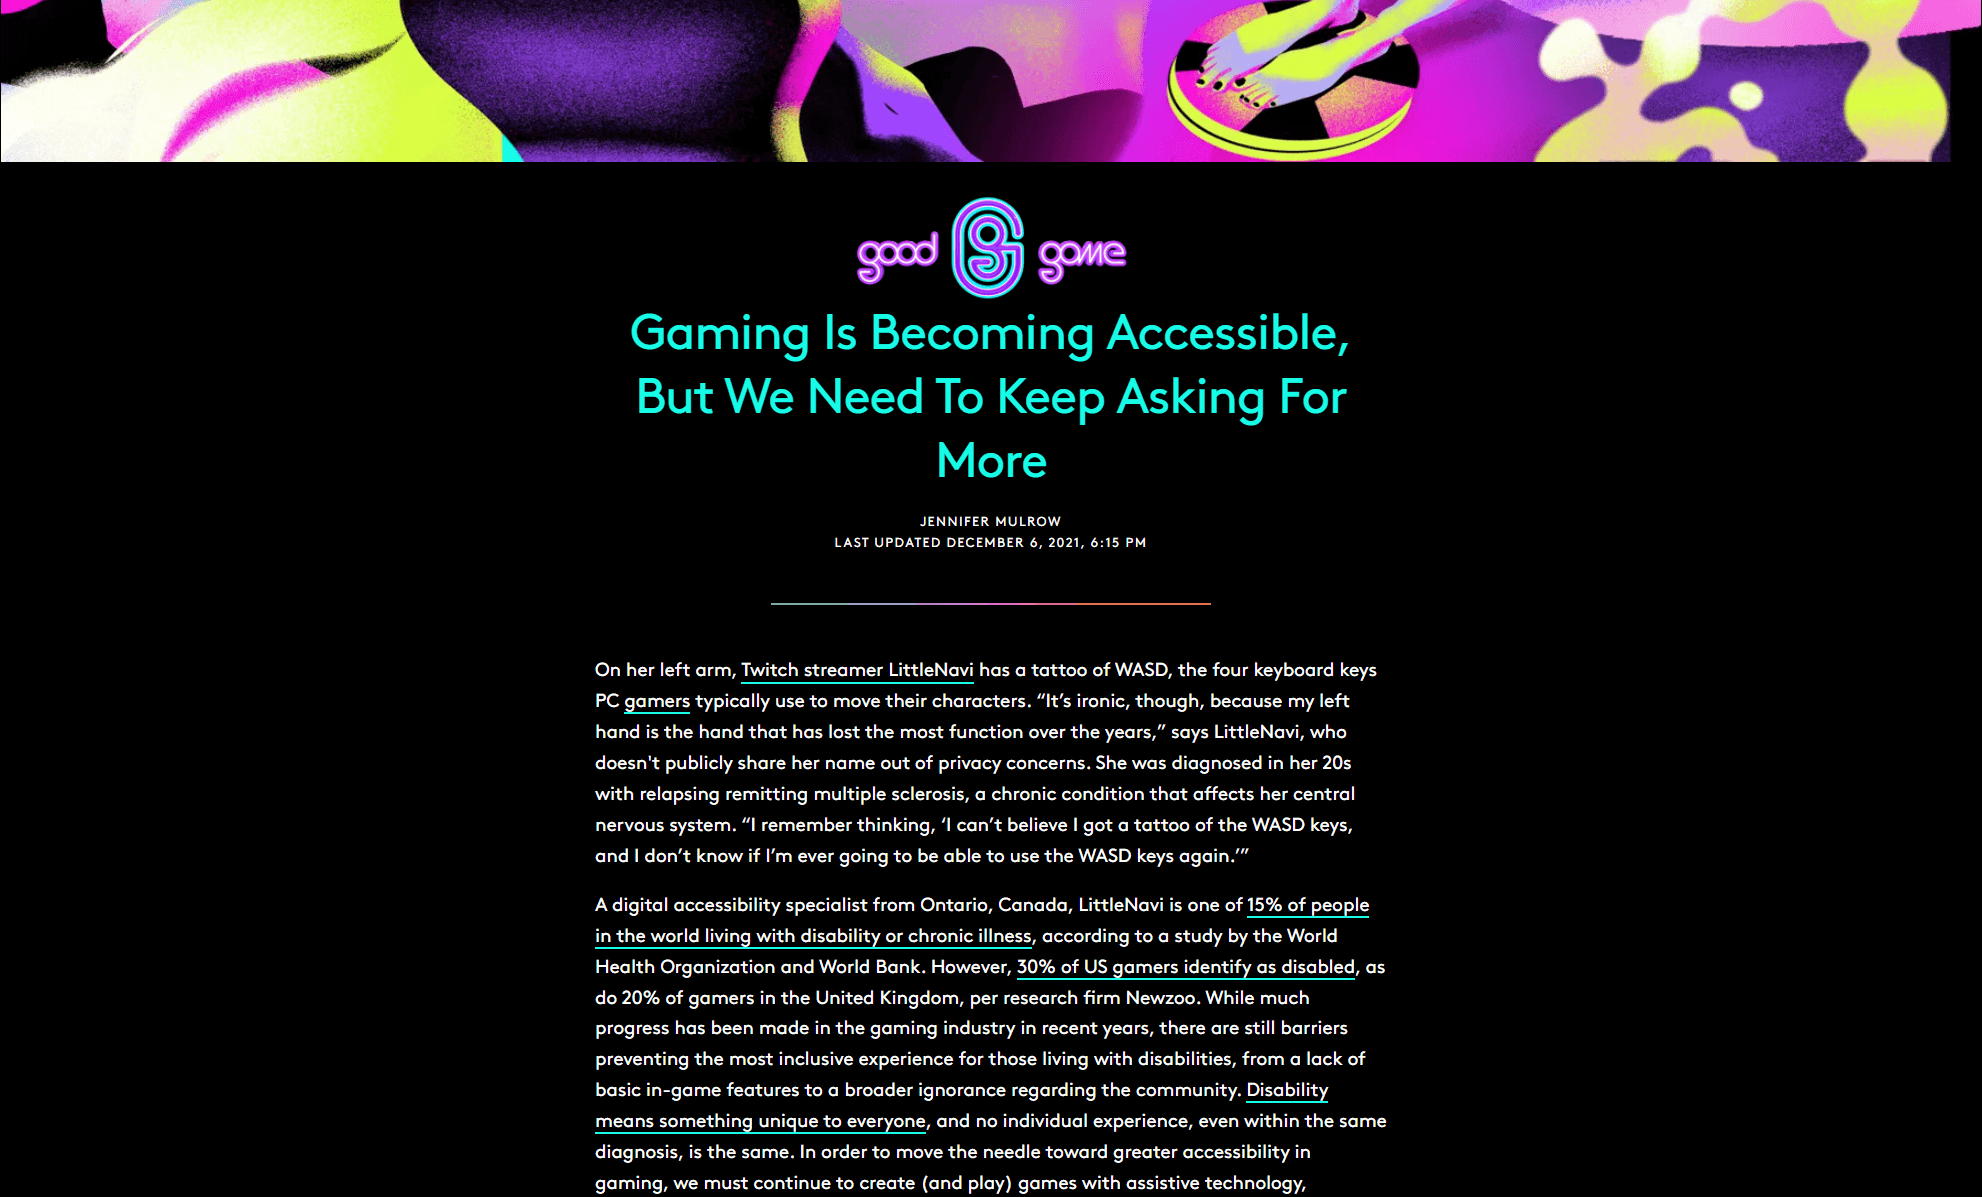 good G game
Gaming Is Becoming Accessible,
But We Need To Keep Asking For
More
JENNIFER MULROW
LAST UPDATED DECEMBER 6, 2021, 6:15 PM
On her left arm, Twitch streamer LittleNavi has a tattoo of WASD, the four keyboard keys
PC gamers typically use to move their characters. “It’s ironic, though, because my left
hand is the hand that has lost the most function over the years,” says LittleNavi, who
doesn't publicly share her name out of privacy concerns. She was diagnosed in her 20s
with relapsing remitting multiple sclerosis, a chronic condition that affects her central
nervous system. “I remember thinking, ‘I can’t believe I got a tattoo of the WASD keys,
and I don’t know if I’m ever going to be able to use the WASD keys again.’”
A digital accessibility specialist from Ontario, Canada, LittleNavi is one of 15% of people
in the world living with disability or chronic illness, according to a study by the World
Health Organization and World Bank. However, 30% of US gamers identify as disabled, as
do 20% of gamers in the United Kingdom, per research firm Newzoo. While much
progress has been made in the gaming industry in recent years, there are still barriers
preventing the most inclusive experience for those living with disabilities, from a lack of
basic in-game features to a broader ignorance regarding the community. Disability
means something unique to everyone, and no individual experience, even within the same
diagnosis, is the same. In order to move the needle toward greater accessibility in
gaming, we must continue to create (and play) games with assistive technology,